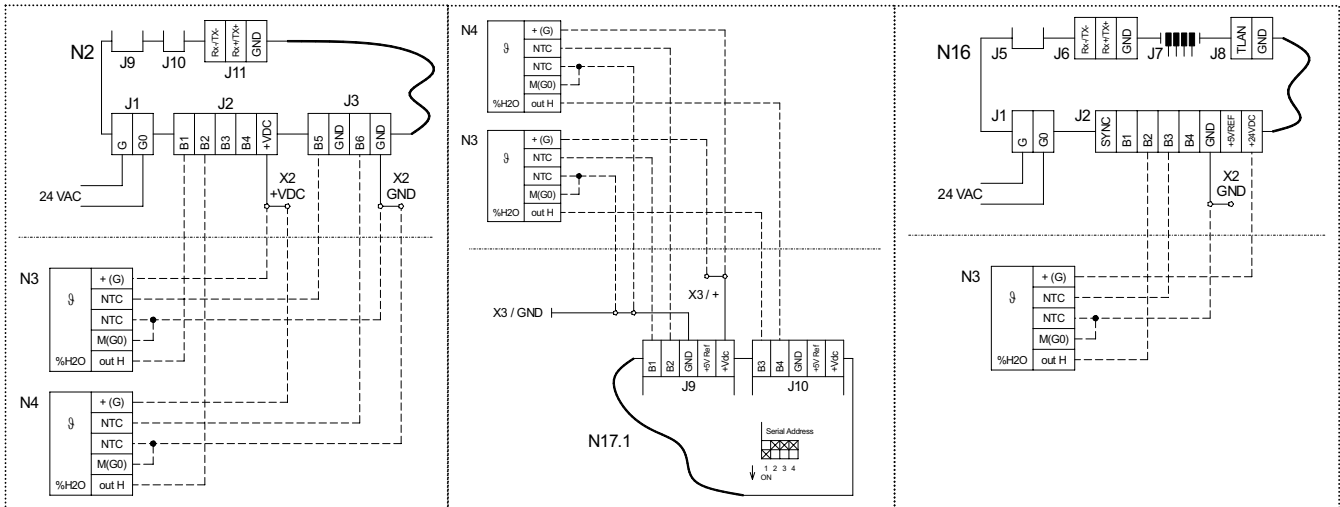 N2
J9
J10
Rx-/TX-
Rx+/TX+
GND
J11
J1
J2
J3
G
G0
B1
B2
B3
B4
+VDC
B5
GND
B6
GND
24 VAC
X2
+VDC
X2
GND
N3
ϑ
%H2O
+ (G)
NTC
NTC
M(G0)
out H
N4
ϑ
%H2O
+ (G)
NTC
NTC
M(G0)
out H
N4
ϑ
%H2O
+ (G)
NTC
NTC
M(G0)
out H
N3
ϑ
%H2O
+ (G)
NTC
NTC
M(G0)
out H
X3 / +
X3 / GND
B1
B2
GND
+5V Ref
+Vdc
J9
B3
B4
GND
+5V Ref
+Vdc
J10
N17.1
Serial Address
1 2 3 4
ON
N16
J5
J6
Rx-/TX-
Rx+/TX+
GND
J7
J8
TLAN
GND
J1
J2
G
G0
SYNC
B1
B2
B3
B4
GND
+5VREF
+24VDC
24 VAC
X2
GND
N3
ϑ
%H2O
+ (G)
NTC
NTC
M(G0)
out H